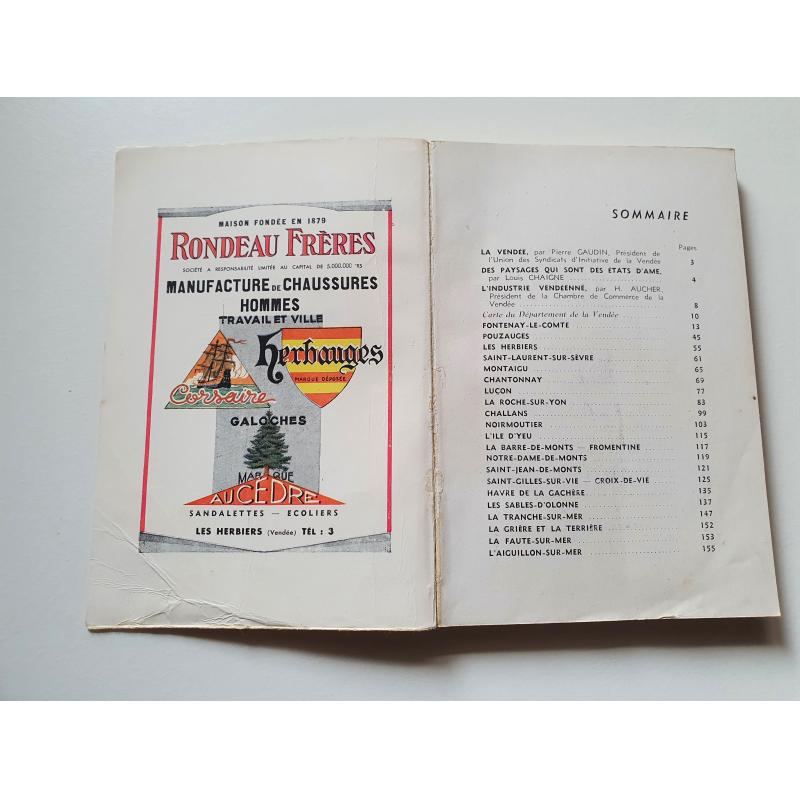 MAISON FONDÉE EN 1879
RONDEAU FRÈRES
SOCIÉTÉ A RESPONSABILITÉ LIMITÉE AU CAPITAL DE 5.000.000 FRS
MANUFACTURE DE CHAUSSURES
HOMMES
TRAVAIL ET VILLE
herbauges
MARQUE DÉPOSÉE
Corsaire
GALOCHES
MARQUE
AU CÈDRE
SANDALETTES — ECOLIERS
LES HERBIERS (Vendée) TÉL : 3
SOMMAIRE
Pages
LA VENDÉE, par Pierre GAUDIN, Président de
l'Union des Syndicats d'Initiative de la Vendée 3
DES PAYSAGES QUI SONT DES ETATS D'AME,
par Louis CHAIGNE 4
L'INDUSTRIE VENDEENNE, par H. AUCHER,
Président de la Chambre de Commerce de la
Vendée 8
Carte du Département de la Vendée 10
FONTENAY-LE-COMTE 13
POUZAUGES 45
LES HERBIERS 55
SAINT-LAURENT-SUR-SÈVRE 61
MONTAIGU 65
CHANTONNAY 69
LUÇON 77
LA ROCHE-SUR-YON 83
CHALLANS 99
NOIRMOUTIER 103
L'ILE D'YEU 115
LA BARRE-DE-MONTS — FROMENTINE 117
NOTRE-DAME-DE-MONTS 119
SAINT-JEAN-DE-MONTS 121
SAINT-GILLES-SUR-VIE — CROIX-DE-VIE 125
HAVRE DE LA GACHÈRE 135
LES SABLES-D'OLONNE 137
LA TRANCHE-SUR-MER 147
LA GRIÈRE ET LA TERRIÈRE 152
LA FAUTE-SUR-MER 153
L'AIGUILLON-SUR-MER 155